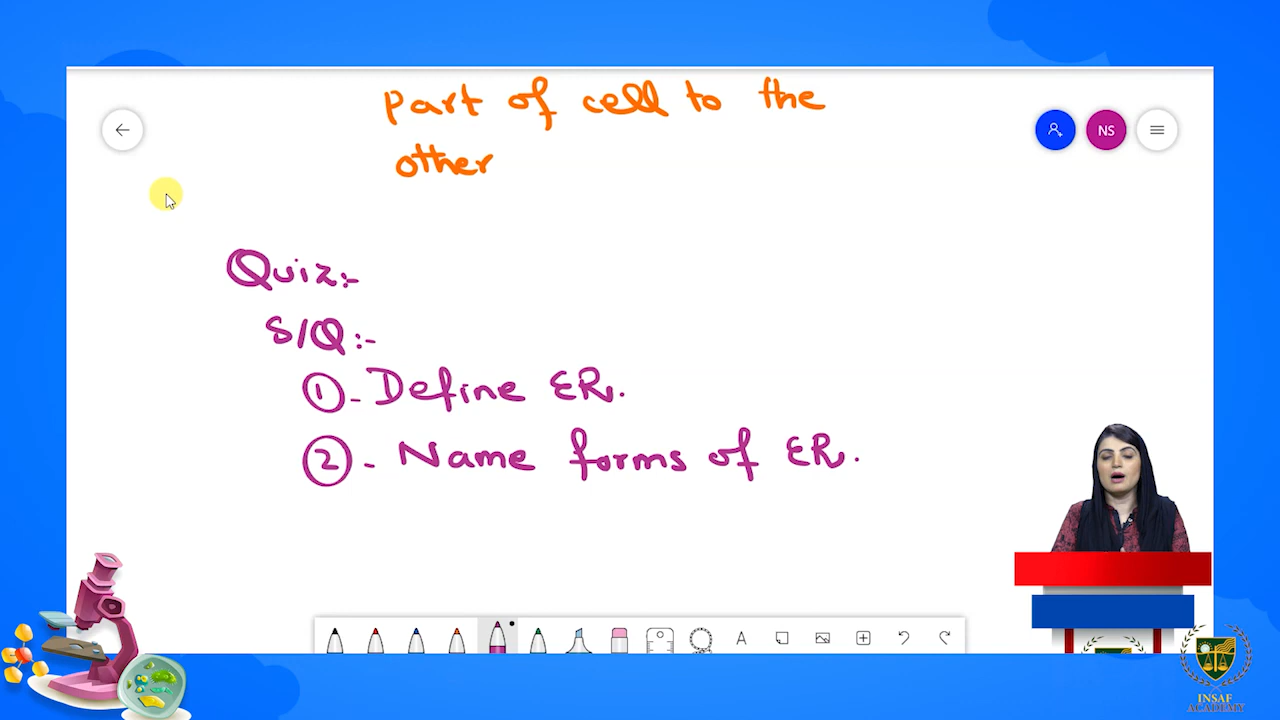 part of cell to the
other
NS
Quiz:-
S/Q:-
①- Define ER.
②- Name forms of ER.
A
INSAF
ACADEMY